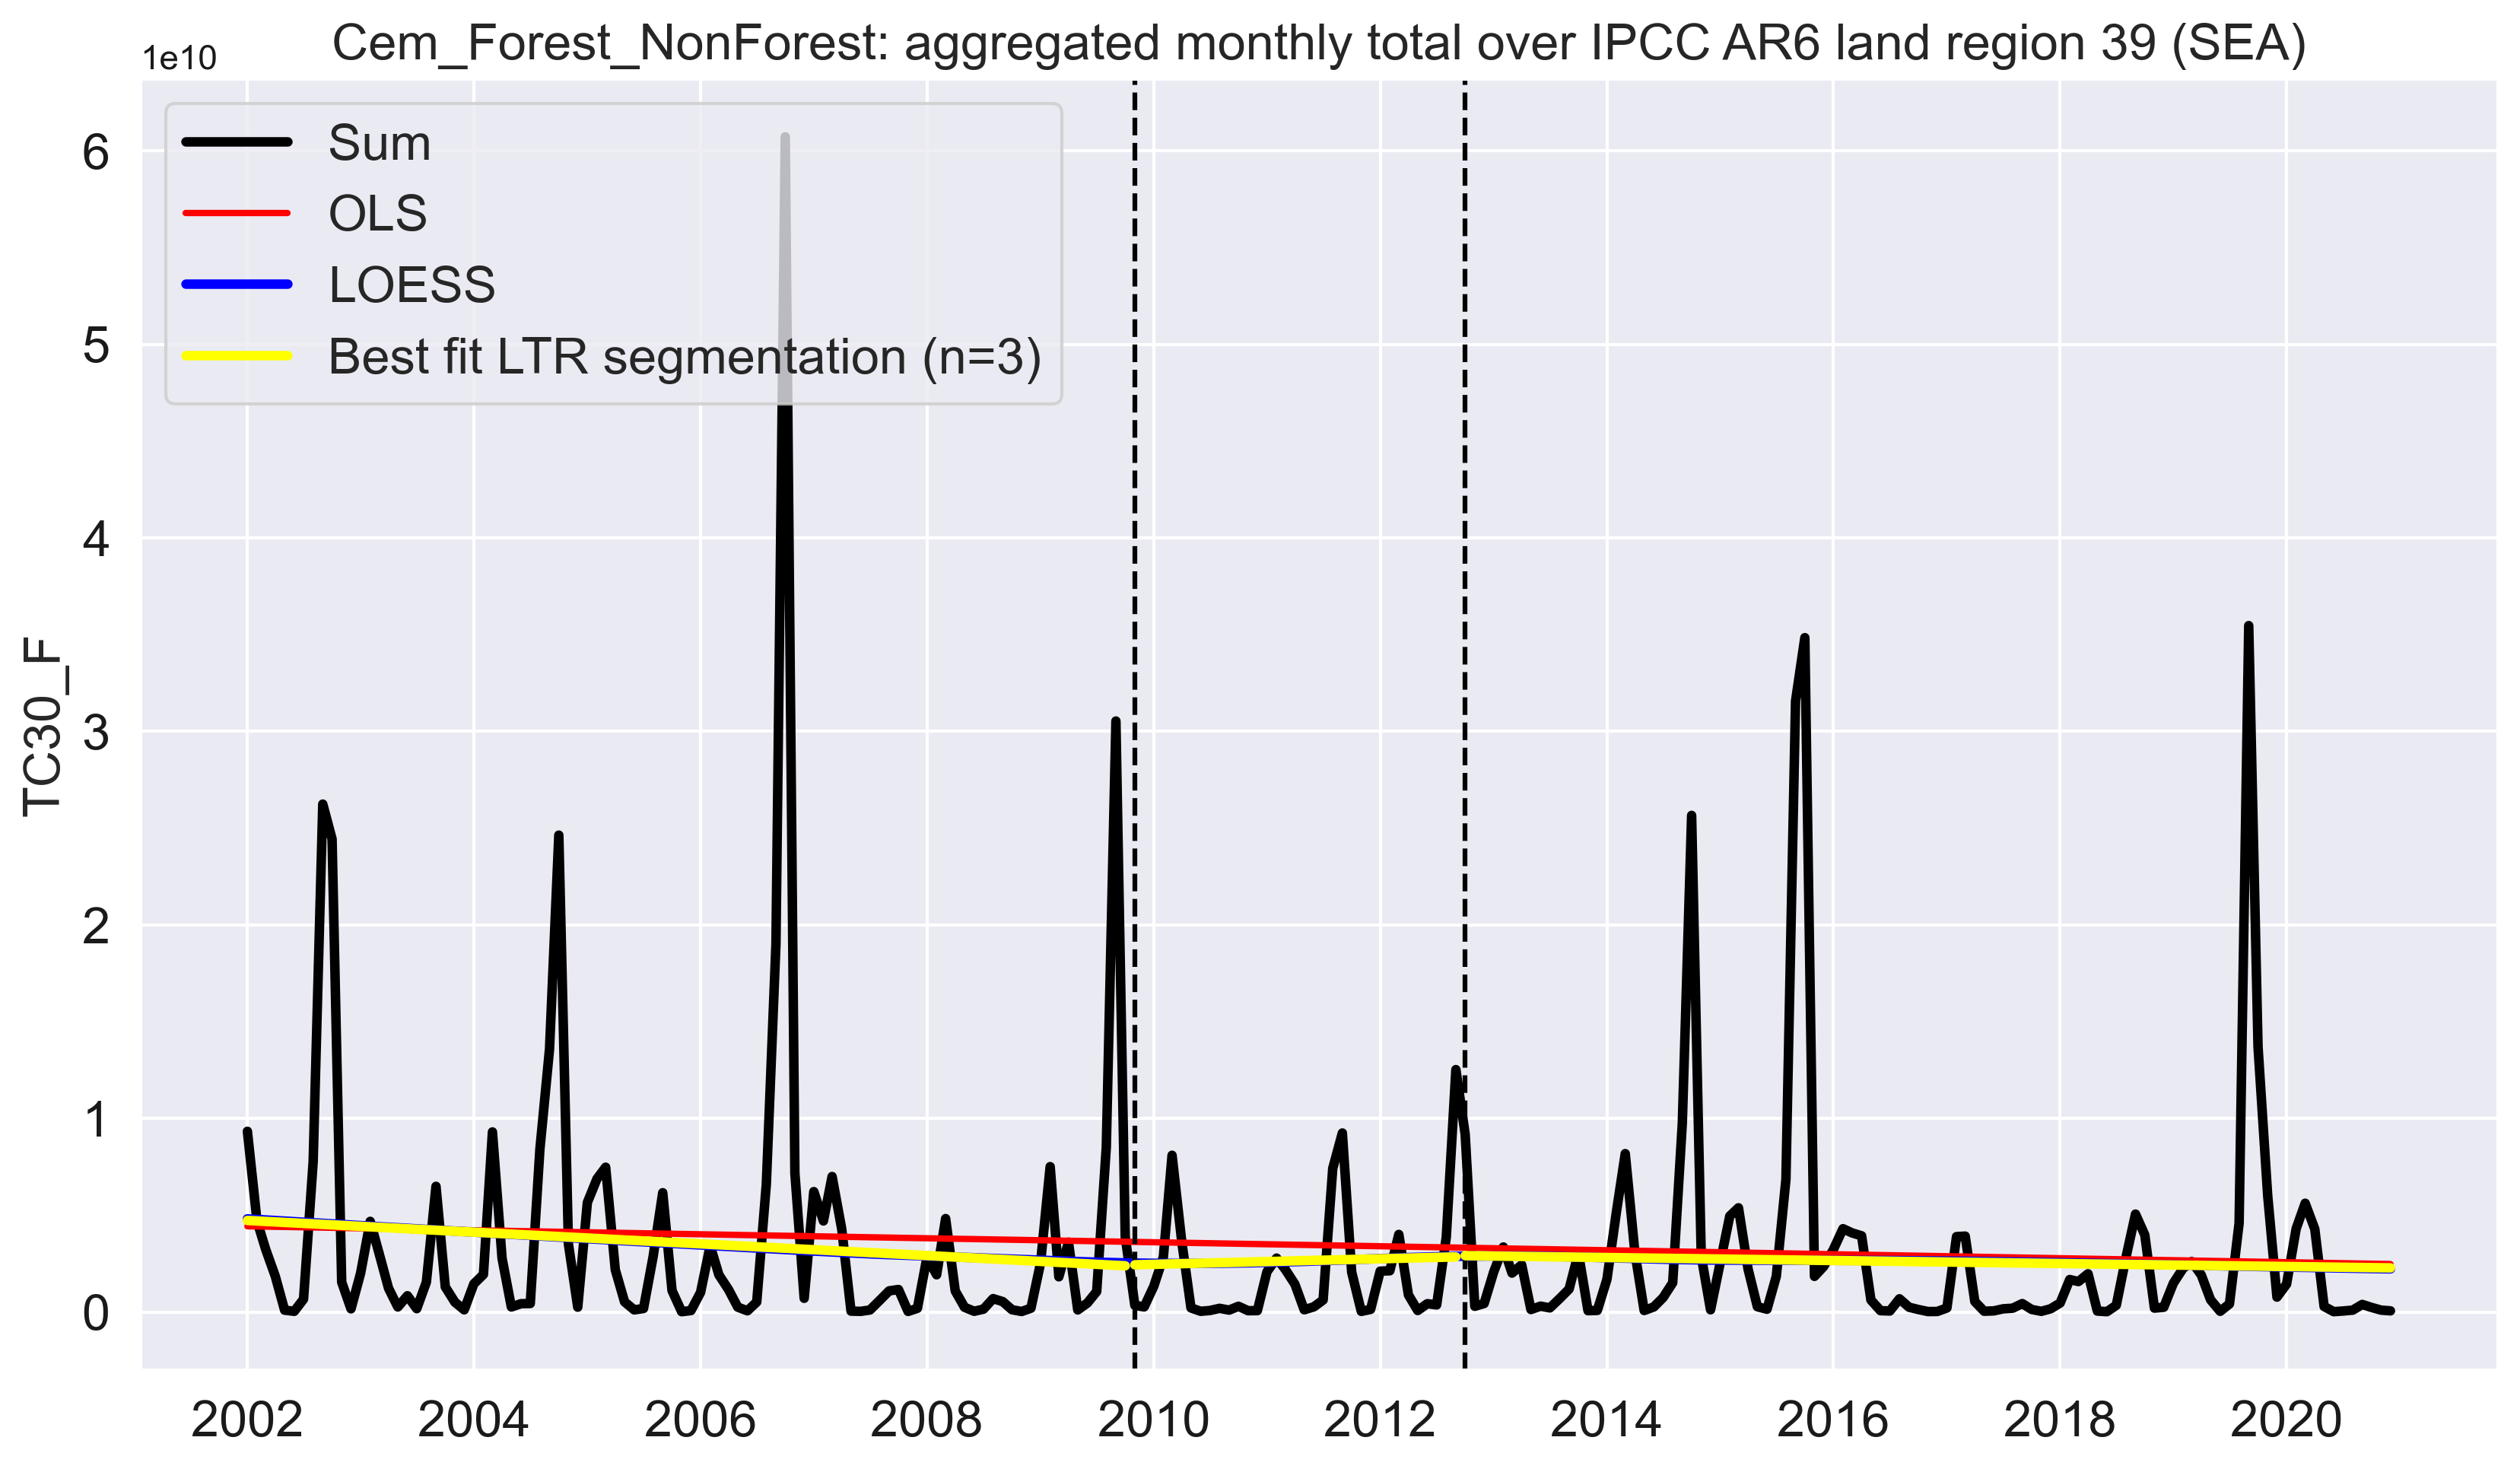 Cem_Forest_NonForest: aggregated monthly total over IPCC AR6 land region 39 (SEA)
1e10
Sum
OLS
LOESS
Best fit LTR segmentation (n=3)
TC30_F
6
5
4
3
2
1
0
2002 2004 2006 2008 2010 2012 2014 2016 2018 2020